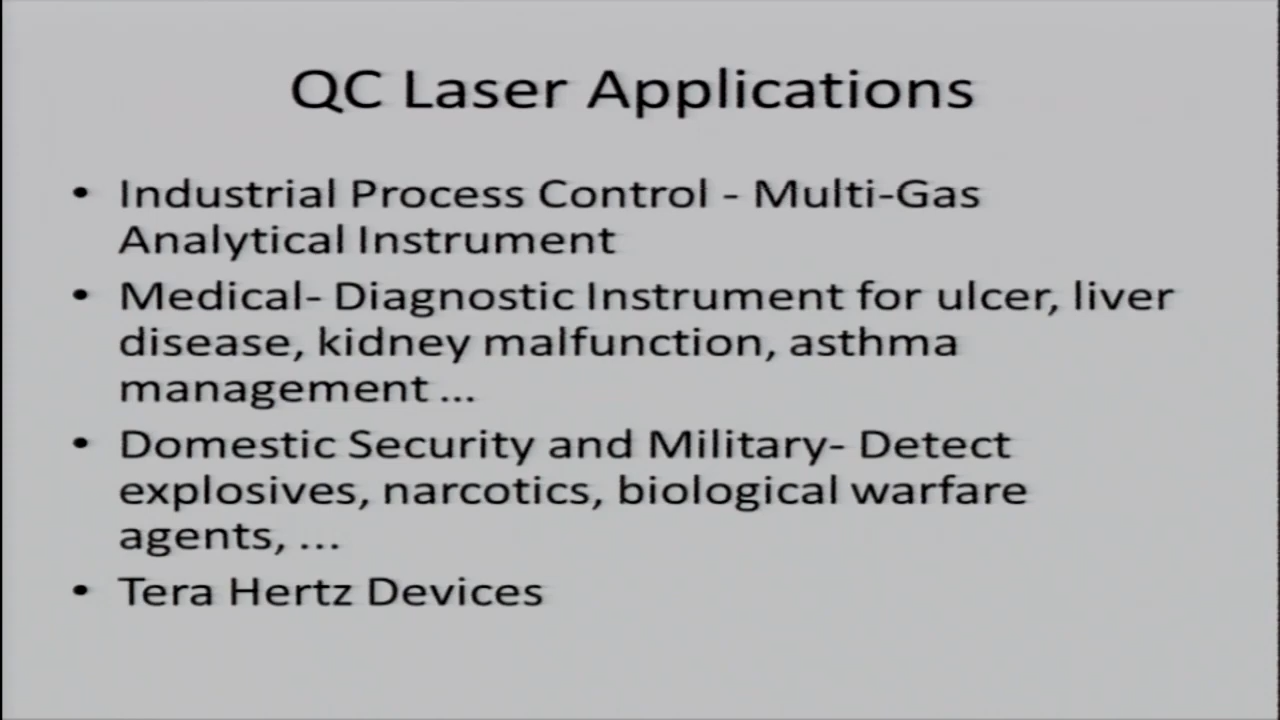 QC Laser Applications
• Industrial Process Control - Multi-Gas
Analytical Instrument
• Medical- Diagnostic Instrument for ulcer, liver
disease, kidney malfunction, asthma
management ...
• Domestic Security and Military- Detect
explosives, narcotics, biological warfare
agents, ...
• Tera Hertz Devices